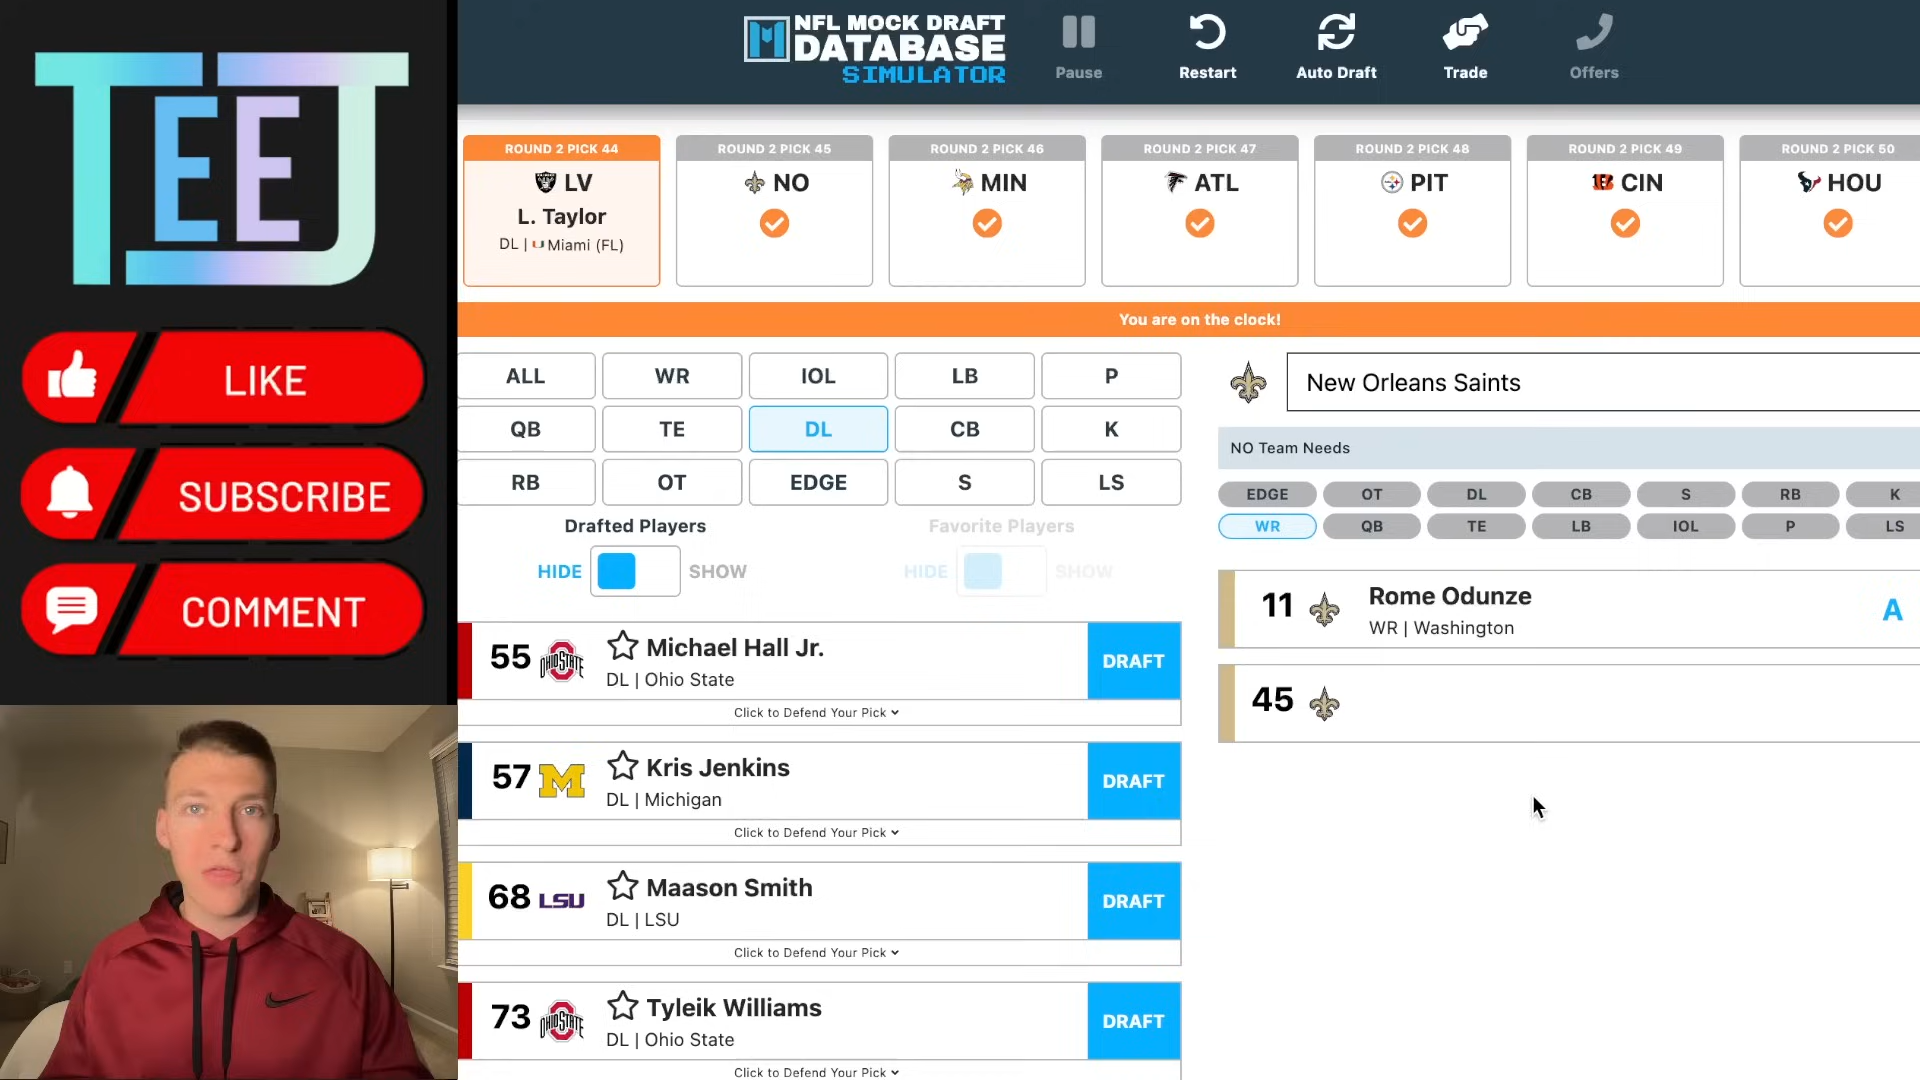 TEEJ
LIKE
SUBSCRIBE
COMMENT
NFL MOCK DRAFT
DATABASE
SIMULATOR
Pause
Restart
Auto Draft
Trade
Offers
ROUND 2 PICK 44
LV
L. Taylor
DL | Miami (FL)
ROUND 2 PICK 45
NO
ROUND 2 PICK 46
MIN
ROUND 2 PICK 47
ATL
ROUND 2 PICK 48
PIT
ROUND 2 PICK 49
CIN
ROUND 2 PICK 50
HOU
You are on the clock!
ALL WR IOL LB P
QB TE DL CB K
RB OT EDGE S LS
Drafted Players
HIDE SHOW
Favorite Players
HIDE SHOW
55 OHIO STATE Michael Hall Jr. DRAFT
DL | Ohio State
Click to Defend Your Pick
57 M Kris Jenkins DRAFT
DL | Michigan
Click to Defend Your Pick
68 LSU Maason Smith DRAFT
DL | LSU
Click to Defend Your Pick
73 OHIO STATE Tyleik Williams DRAFT
DL | Ohio State
Click to Defend Your Pick
New Orleans Saints
NO Team Needs
EDGE OT DL CB S RB K
WR QB TE LB IOL P LS
11 Rome Odunze A
WR | Washington
45